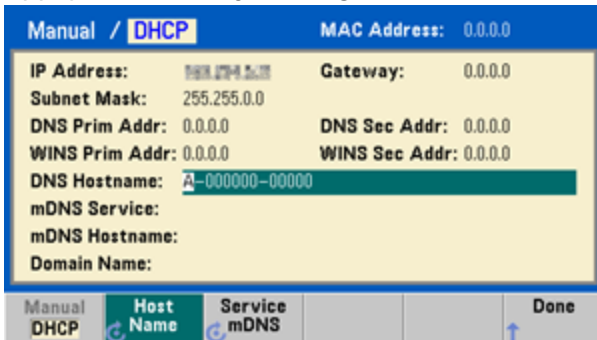 Manual / DHCP MAC Address: 0.0.0.0
IP Address: Gateway: 0.0.0.0
Subnet Mask: 255.255.0.0
DNS Prim Addr: 0.0.0.0 DNS Sec Addr: 0.0.0.0
WINS Prim Addr: 0.0.0.0 WINS Sec Addr: 0.0.0.0
DNS Hostname: A-000000-00000
mDNS Service:
mDNS Hostname:
Domain Name:
Manual Host Service Done
DHCP Name mDNS